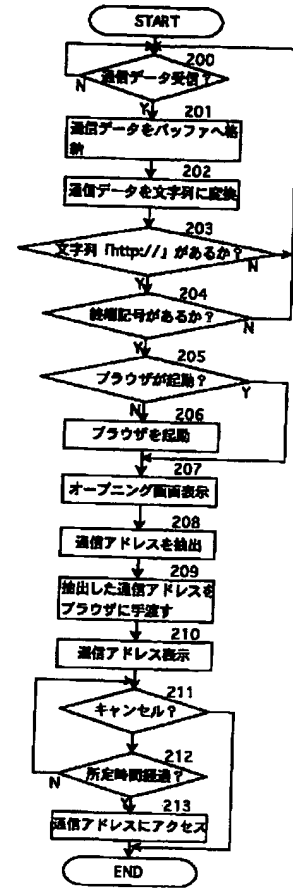 START
200
通信データ受信?
N
Y
201
通信データをバッファへ格
納
202
通信データを文字列に変換
203
文字列「http://」があるか?
N
Y
204
終端記号があるか?
N
Y
205
ブラウザが起動?
Y
N
206
ブラウザを起動
207
オープニング画面表示
208
通信アドレスを抽出
209
抽出した通信アドレスを
ブラウザに手渡す
210
通信アドレス表示
211
キャンセル?
212
所定時間経過?
N
Y
213
通信アドレスにアクセス
END